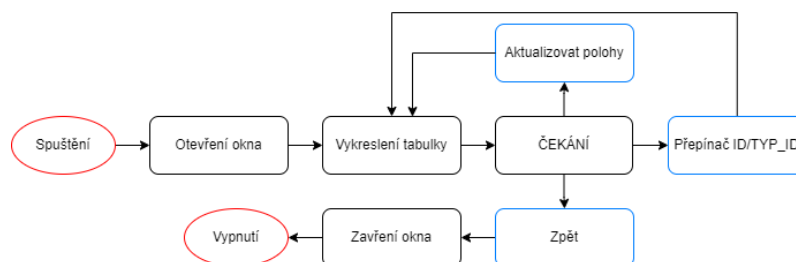 Aktualizovat polohy
Spuštění
Otevření okna
Vykreslení tabulky
ČEKÁNÍ
Přepínač ID/TYP_ID
Vypnutí
Zavření okna
Zpět